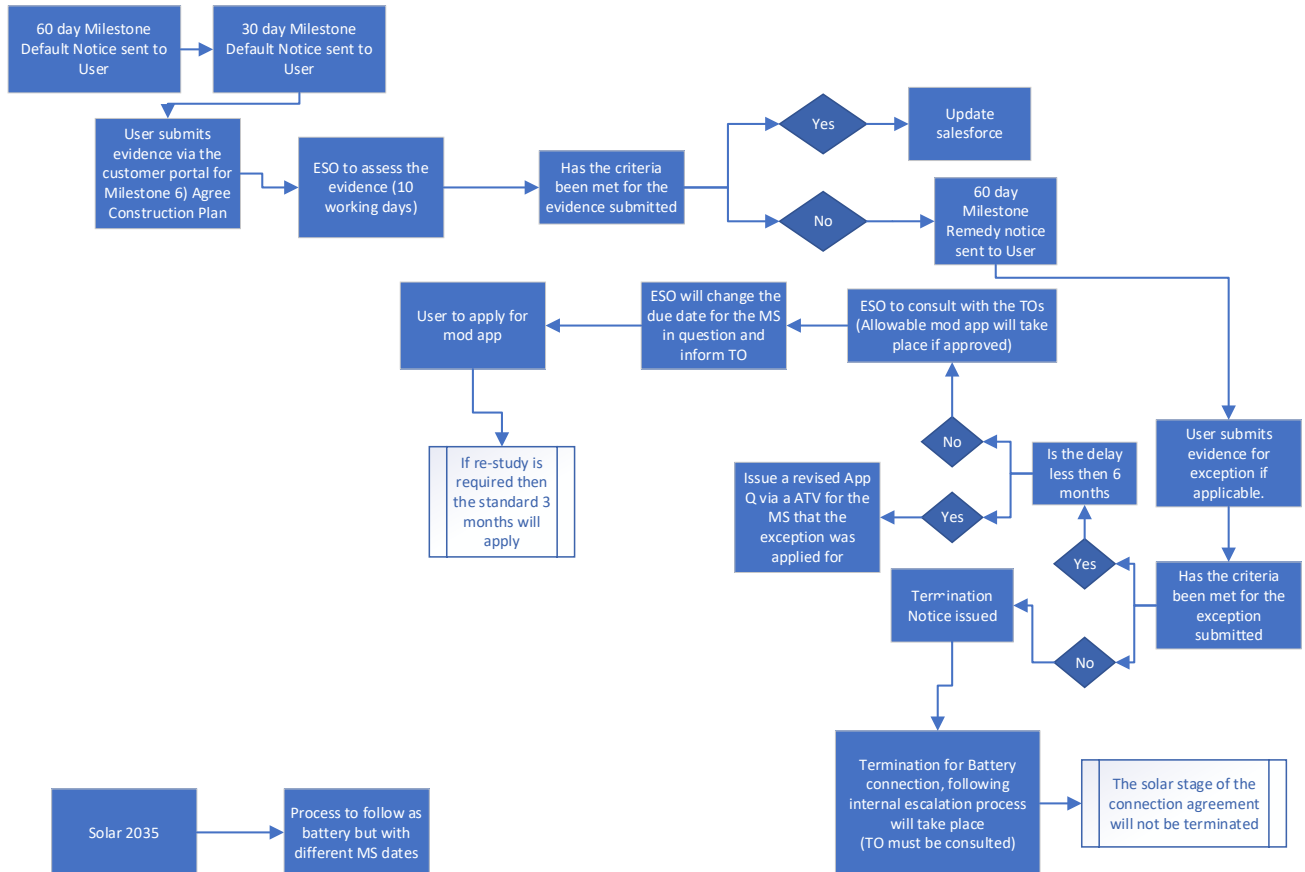 60 day Milestone
Default Notice sent to
User
30 day Milestone
Default Notice sent to
User
User submits
evidence via the
customer portal for
Milestone 6) Agree
Construction Plan
ESO to assess the
evidence (10
working days)
Has the criteria
been met for the
evidence submitted
Yes
Update
salesforce
No
60 day
Milestone
Remedy notice
sent to User
User to apply for
mod app
ESO will change the
due date for the MS
in question and
inform TO
ESO to consult with the TOs
(Allowable mod app will take
place if approved)
If re-study is
required then
the standard 3
months will
apply
No
Is the delay
less then 6
months
User submits
evidence for
exception if
applicable.
Issue a revised App
Q via a ATV for the
MS that the
exception was
applied for
Yes
Yes
Has the criteria
been met for the
exception
submitted
Termination
Notice issued
No
Termination for Battery
connection, following
internal escalation process
will take place
(TO must be consulted)
The solar stage of the
connection agreement
will not be terminated
Solar 2035
Process to follow as
battery but with
different MS dates